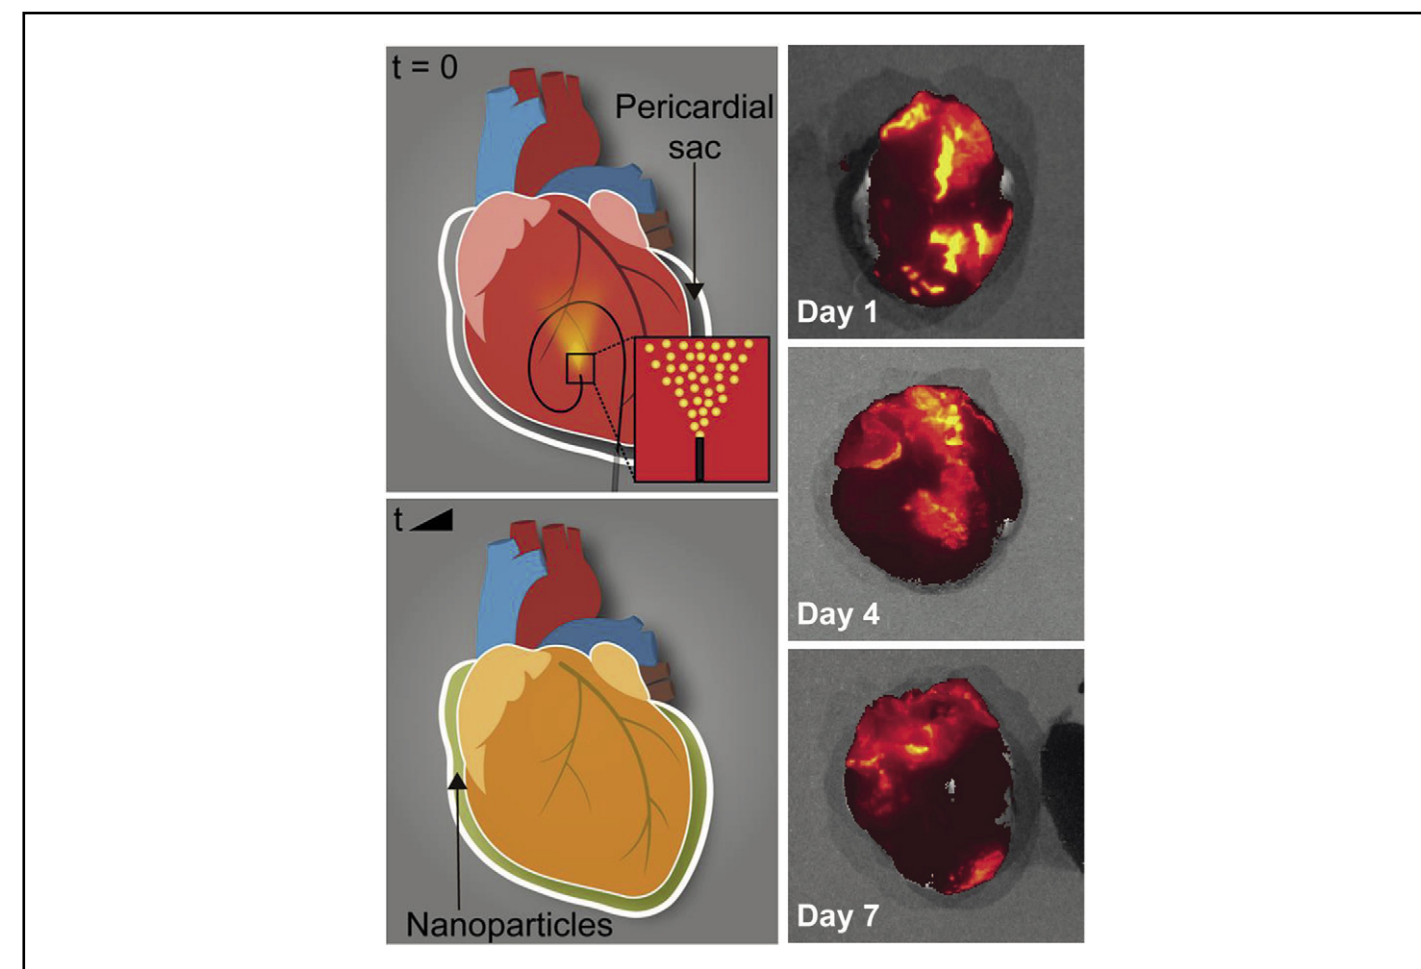 t = 0
Pericardial
sac
t
Nanoparticles
Day 1
Day 4
Day 7